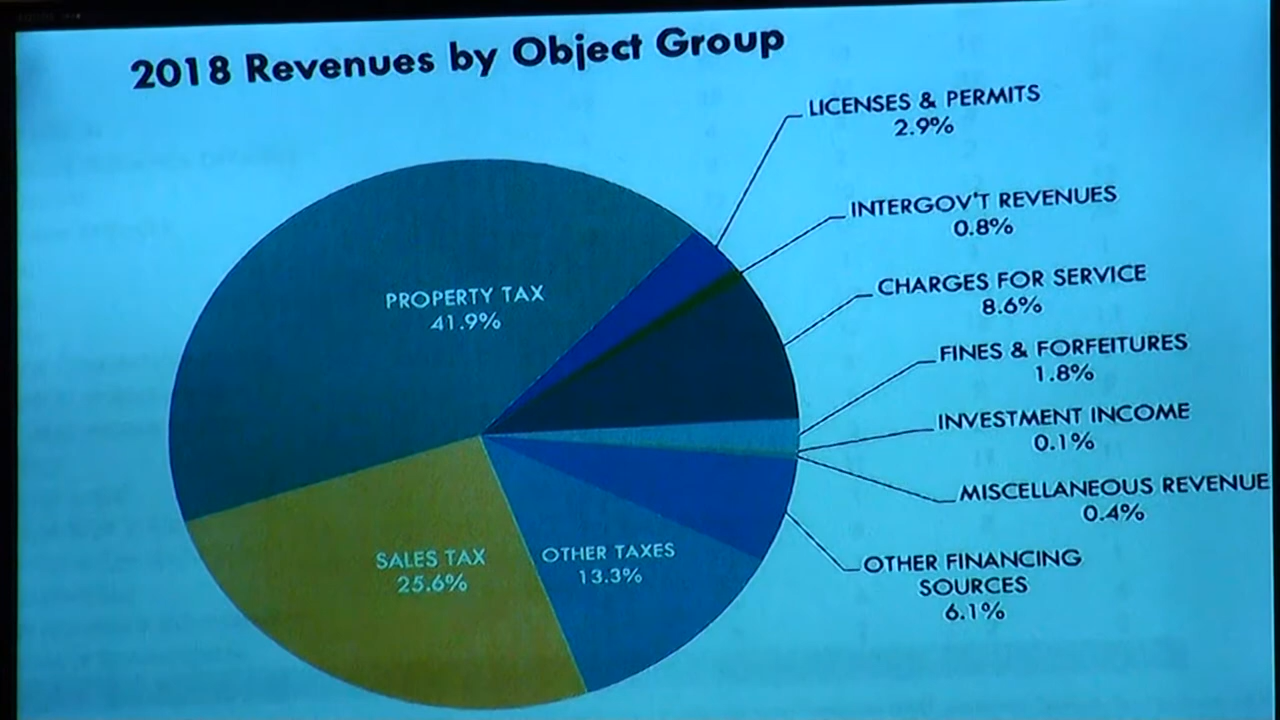 2018 Revenues by Object Group
LICENSES & PERMITS
2.9%
INTERGOV'T REVENUES
0.8%
PROPERTY TAX
41.9%
CHARGES FOR SERVICE
8.6%
FINES & FORFEITURES
1.8%
INVESTMENT INCOME
0.1%
MISCELLANEOUS REVENUE
0.4%
SALES TAX
25.6%
OTHER TAXES
13.3%
OTHER FINANCING
SOURCES
6.1%